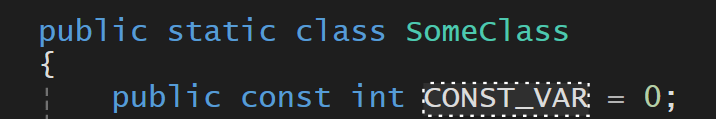 public static class SomeClass
{
public const int CONST_VAR = 0;